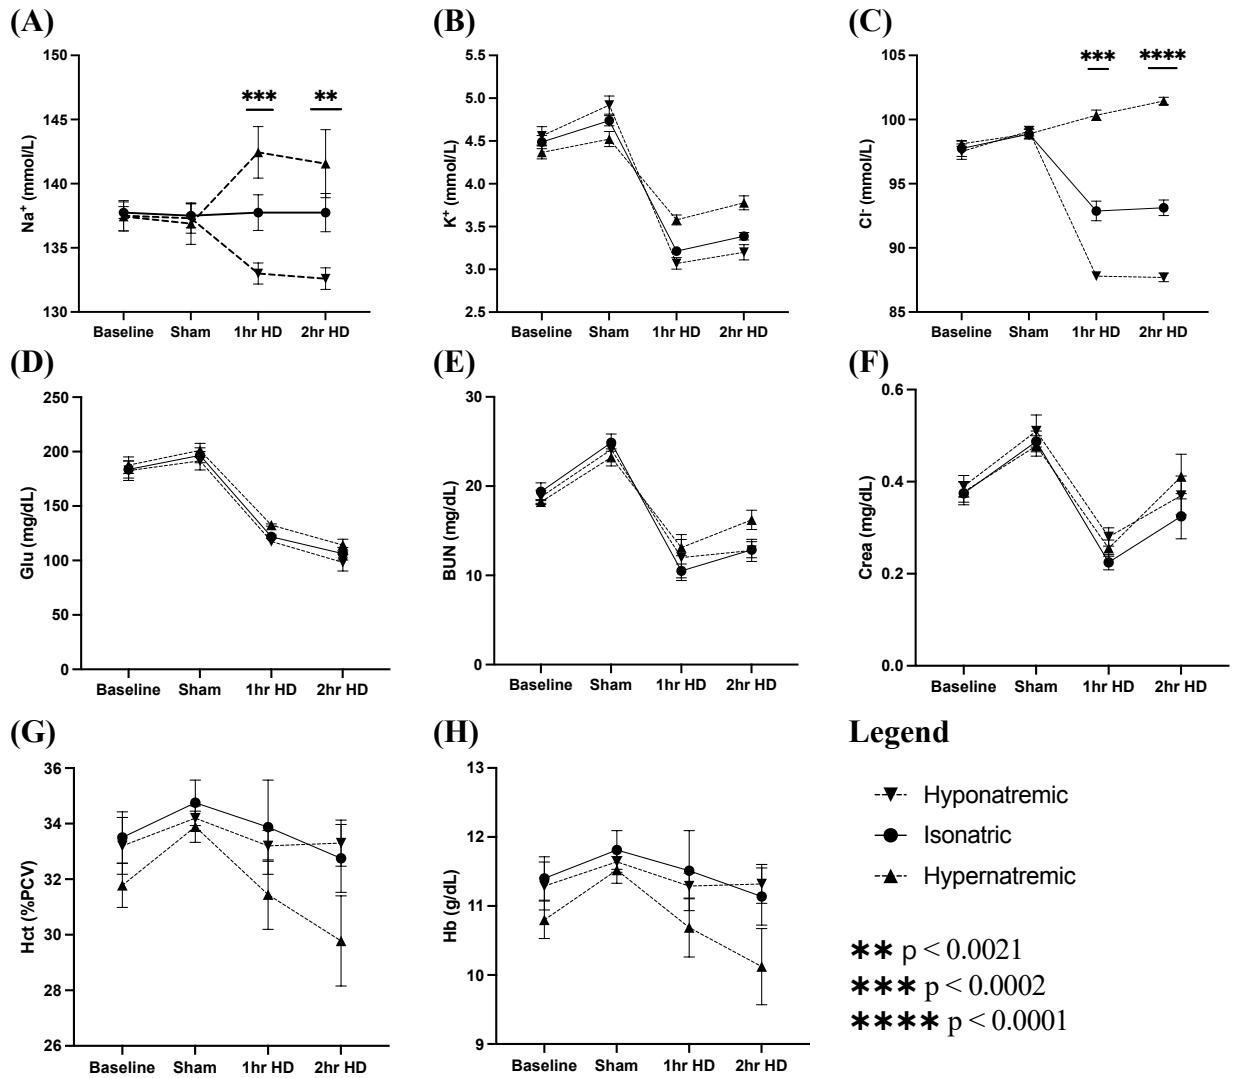 (A)
Na+ (mmol/L)
150
145
140
135
130
*** **
Baseline Sham 1hr HD 2hr HD
(B)
K+ (mmol/L)
5.5
5.0
4.5
4.0
3.5
3.0
2.5
Baseline Sham 1hr HD 2hr HD
(C)
Cl- (mmol/L)
105
100
95
90
85
*** ****
Baseline Sham 1hr HD 2hr HD
(D)
Glu (mg/dL)
250
200
150
100
50
0
Baseline Sham 1hr HD 2hr HD
(E)
BUN (mg/dL)
30
20
10
0
Baseline Sham 1hr HD 2hr HD
(F)
Crea (mg/dL)
0.6
0.4
0.2
0.0
Baseline Sham 1hr HD 2hr HD
(G)
Hct (%PCV)
36
34
32
30
28
26
Baseline Sham 1hr HD 2hr HD
(H)
Hb (g/dL)
13
12
11
10
9
Baseline Sham 1hr HD 2hr HD
Legend
Hyponatremic
Isonatric
Hypernatremic
** p < 0.0021
*** p < 0.0002
**** p < 0.0001